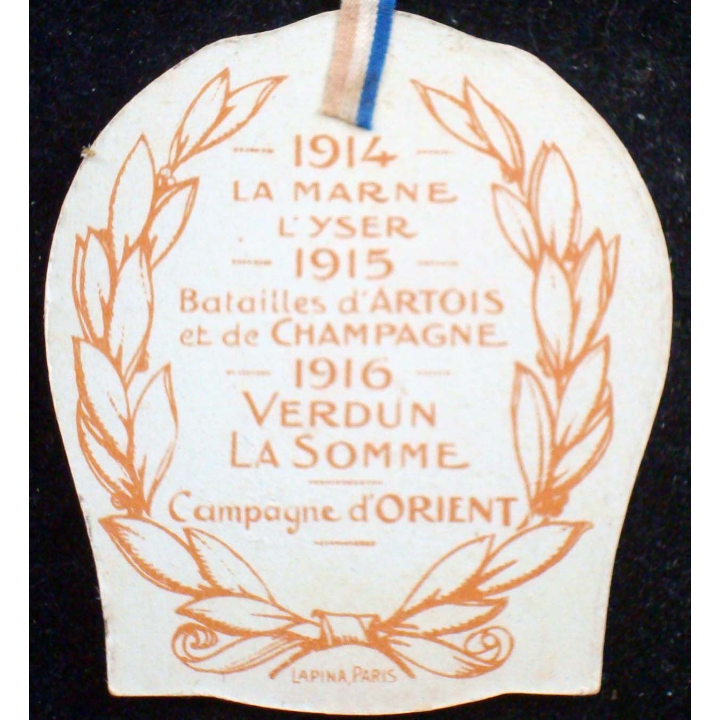 — 1914 —
LA MARNE
L'YSER
— 1915 —
Batailles d'ARTOIS
et de CHAMPAGNE
— 1916 —
VERDUN
LA SOMME
Campagne d'ORIENT
LAPINA, PARIS